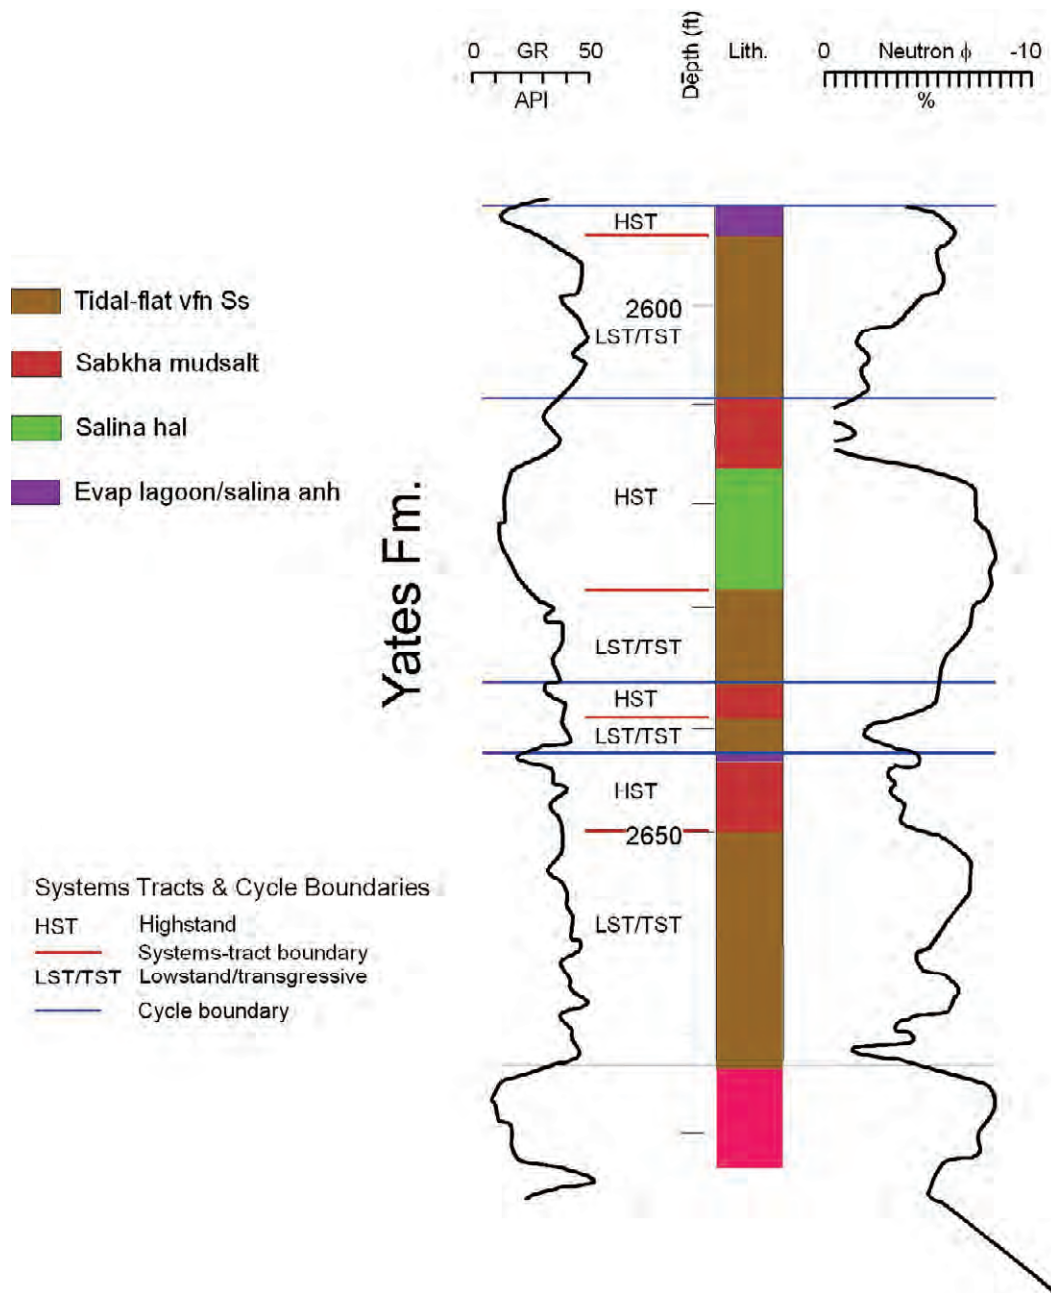 0 GR 50
API
Depth (ft)
Lith.
0 Neutron ϕ -10
%
Tidal-flat vfn Ss
Sabkha mudsalt
Salina hal
Evap lagoon/salina anh
Yates Fm.
HST
2600
LST/TST
HST
LST/TST
HST
LST/TST
HST
2650
LST/TST
Systems Tracts & Cycle Boundaries
HST Highstand
Systems-tract boundary
LST/TST Lowstand/transgressive
Cycle boundary